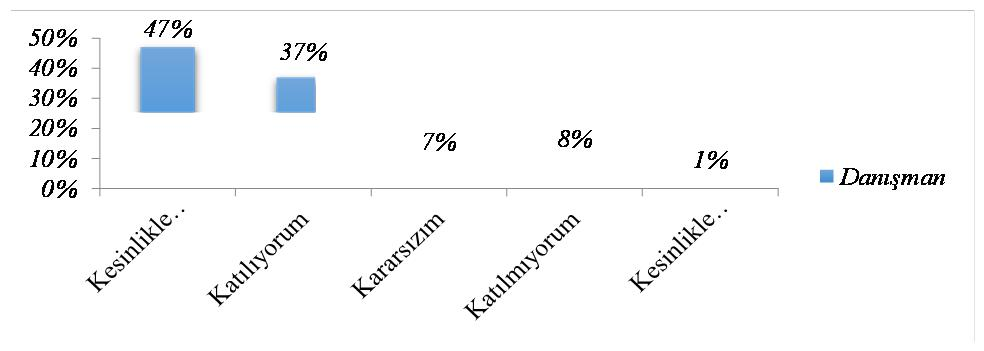 47%
37%
7%
8%
1%
50%
40%
30%
20%
10%
0%
Kesinlikle..
Katılıyorum
Kararsızım
Katılmıyorum
Kesinlikle..
Danışman